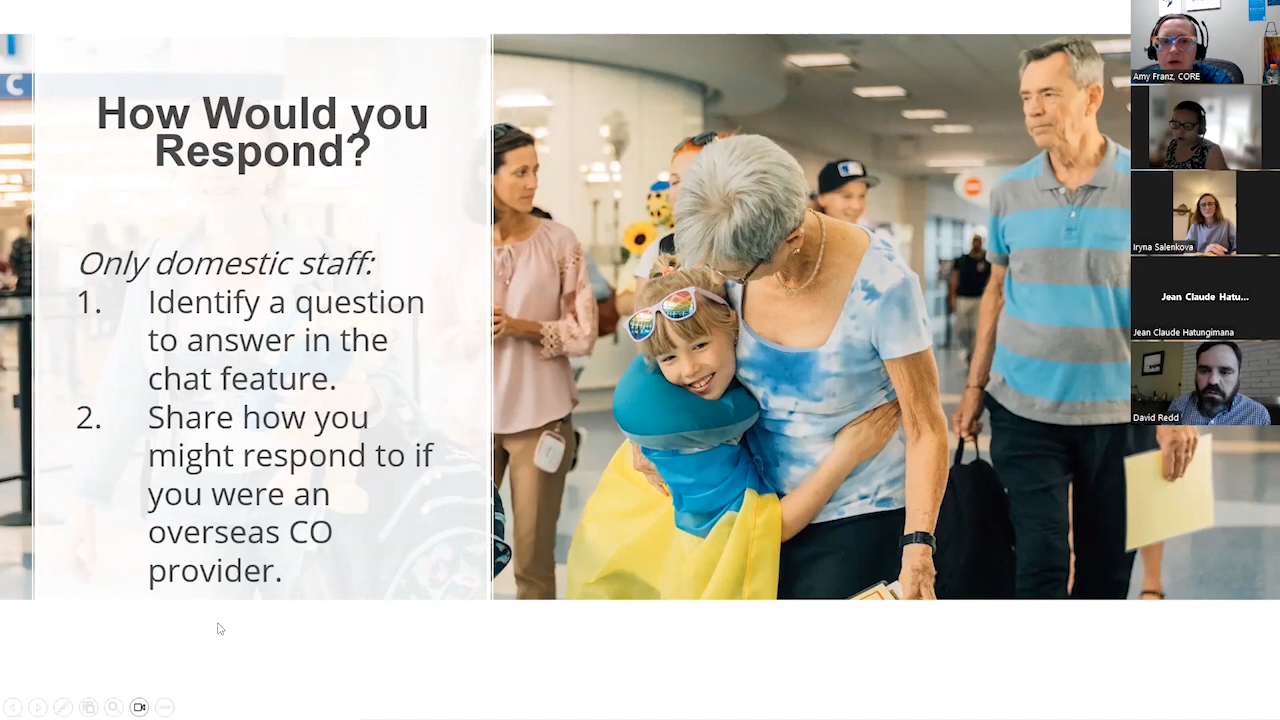 C
How Would you
Respond?
Only domestic staff:
1. Identify a question
to answer in the
chat feature.
2. Share how you
might respond to if
you were an
overseas CO
provider.
Amy Franz, CORE
Iryna Salenkova
Jean Claude Hatu...
Jean Claude Hatungimana
David Redd